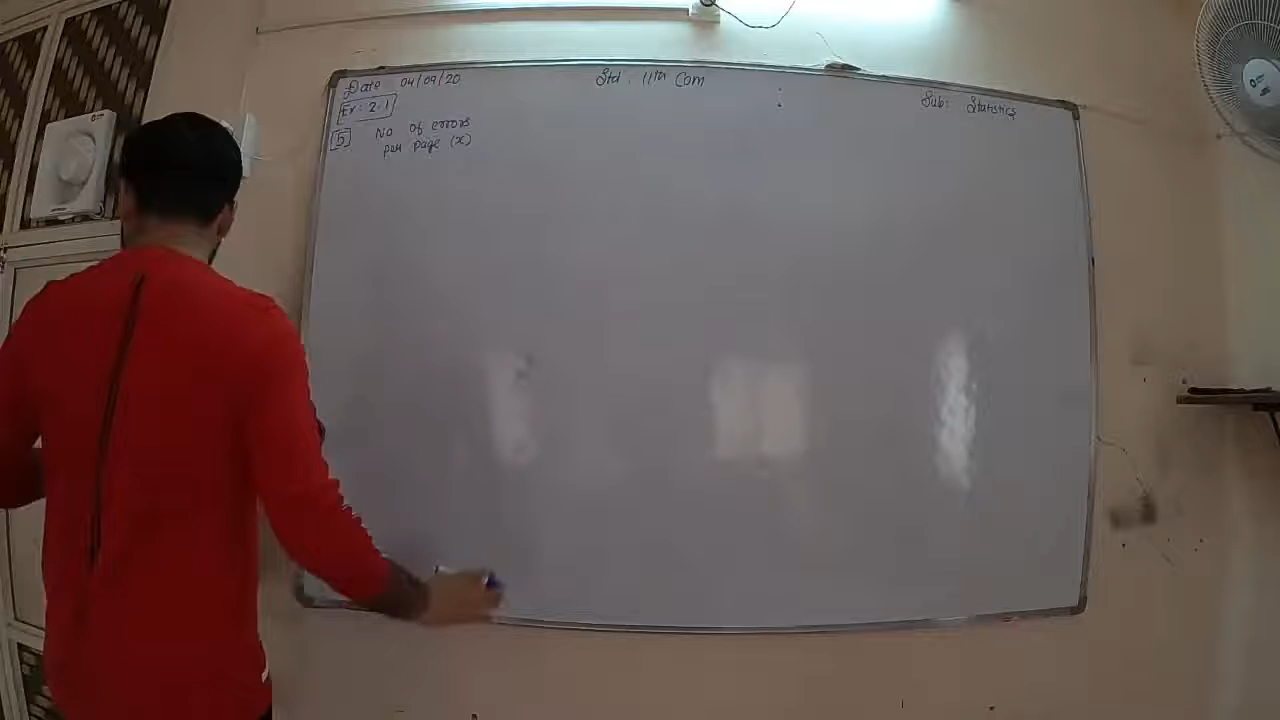 Date 04/09/20 Std: 11th Com Sub: Statistics
Ex: 2.1
5 No of errors
per page (x)